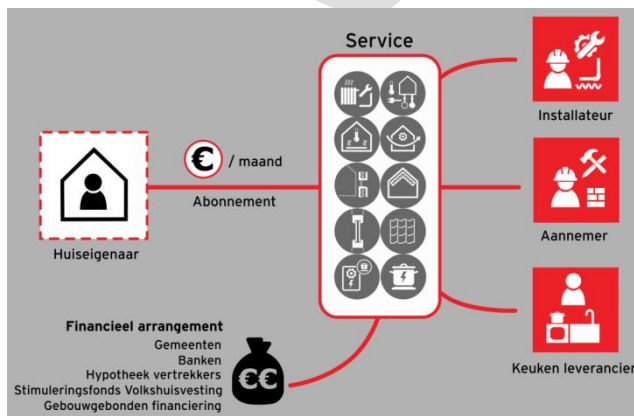 Service
Installateur
€ / maand
Abonnement
Huiseigenaar
Aannemer
Financieel arrangement
Gemeenten
Banken
Hypotheek vertrekkers
Stimuleringsfonds Volkshuisvesting
Gebouwgebonden financiering
€€
Keuken leverancier